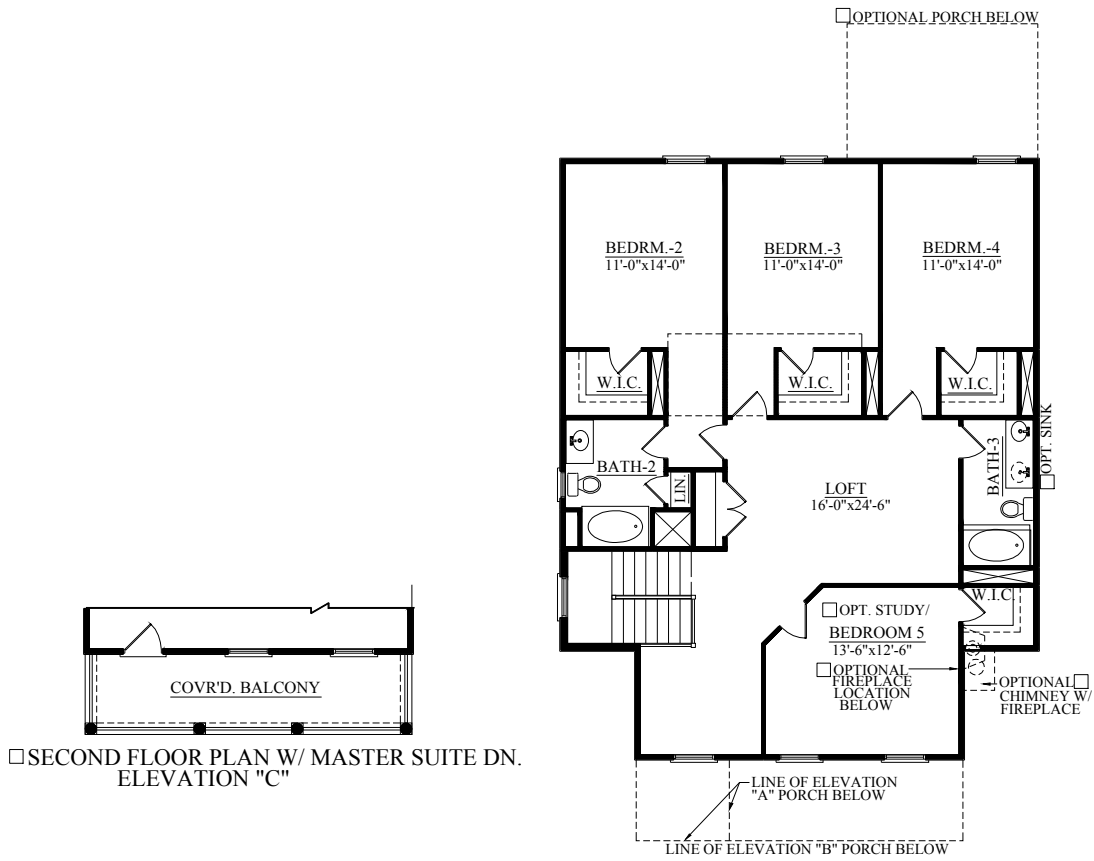 □ OPTIONAL PORCH BELOW
BEDRM.-2
11'-0"x14'-0"
BEDRM.-3
11'-0"x14'-0"
BEDRM.-4
11'-0"x14'-0"
W.I.C.
W.I.C.
W.I.C.
BATH-2
LIN.
LOFT
16'-0"x24'-6"
BATH-3
□ OPT. SINK
W.I.C.
□ OPT. STUDY/
BEDROOM 5
13'-6"x12'-6"
□ OPTIONAL
FIREPLACE
LOCATION
BELOW
OPTIONAL □
CHIMNEY W/
FIREPLACE
COVR'D. BALCONY
□ SECOND FLOOR PLAN W/ MASTER SUITE DN.
ELEVATION "C"
LINE OF ELEVATION
"A" PORCH BELOW
LINE OF ELEVATION "B" PORCH BELOW